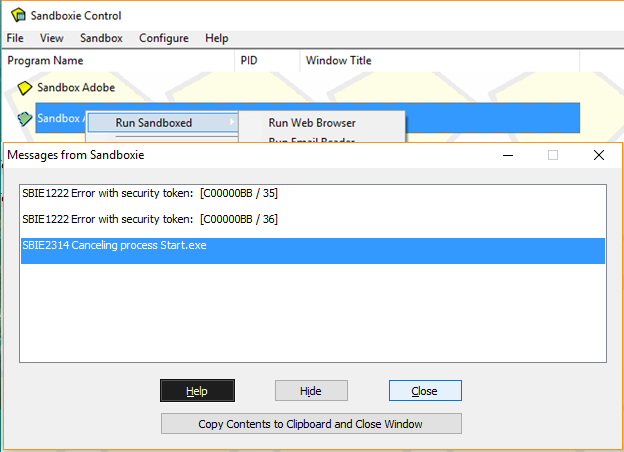 Sandboxie Control
File View Sandbox Configure Help
Program Name PID Window Title
Sandbox Adobe
Sandbox A Run Sandboxed Run Web Browser
Run Email Reader
Messages from Sandboxie
SBIE1222 Error with security token: [C00000BB / 35]
SBIE1222 Error with security token: [C00000BB / 36]
SBIE2314 Canceling process Start.exe
Help Hide Close
Copy Contents to Clipboard and Close Window